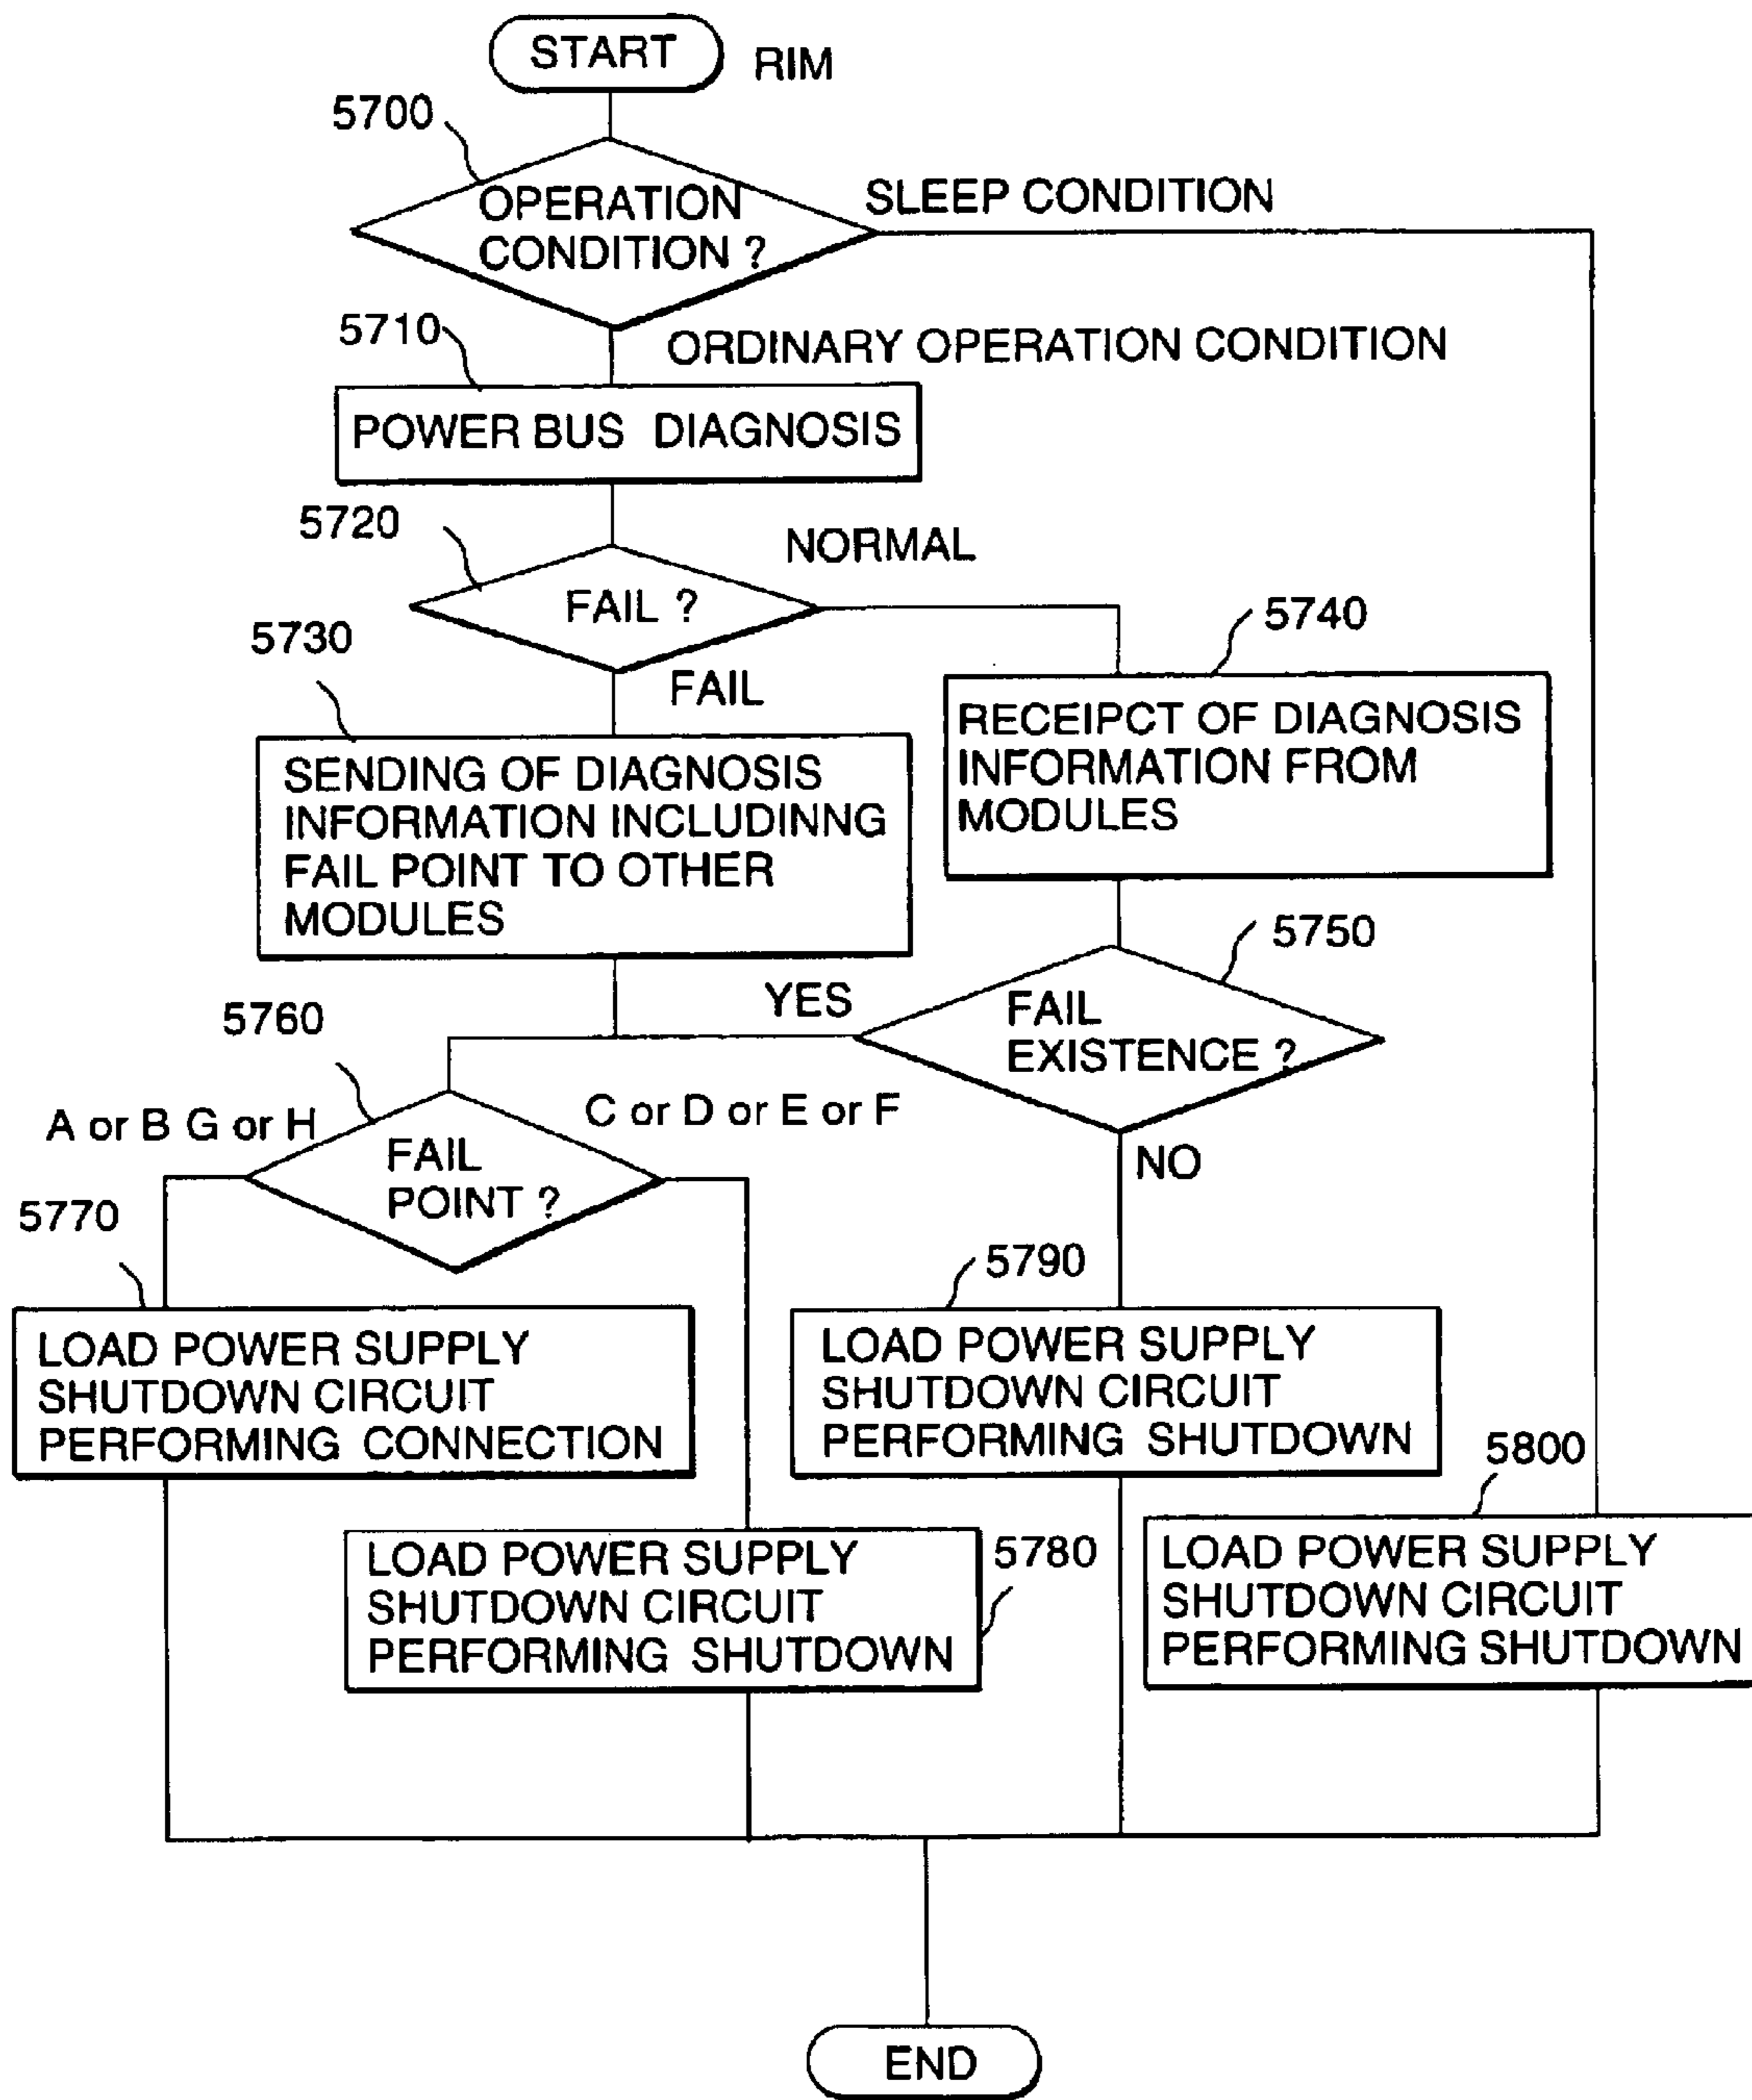 START
RIM
5700
OPERATION
CONDITION ?
SLEEP CONDITION
5710
ORDINARY OPERATION CONDITION
POWER BUS DIAGNOSIS
5720
NORMAL
FAIL ?
5730
FAIL
5740
SENDING OF DIAGNOSIS
INFORMATION INCLUDINNG
FAIL POINT TO OTHER
MODULES
RECEIPCT OF DIAGNOSIS
INFORMATION FROM
MODULES
5750
YES
FAIL
EXISTENCE ?
NO
5760
A or B G or H
C or D or E or F
FAIL
POINT ?
5770
LOAD POWER SUPPLY
SHUTDOWN CIRCUIT
PERFORMING CONNECTION
5790
LOAD POWER SUPPLY
SHUTDOWN CIRCUIT
PERFORMING SHUTDOWN
5780
LOAD POWER SUPPLY
SHUTDOWN CIRCUIT
PERFORMING SHUTDOWN
5800
LOAD POWER SUPPLY
SHUTDOWN CIRCUIT
PERFORMING SHUTDOWN
END